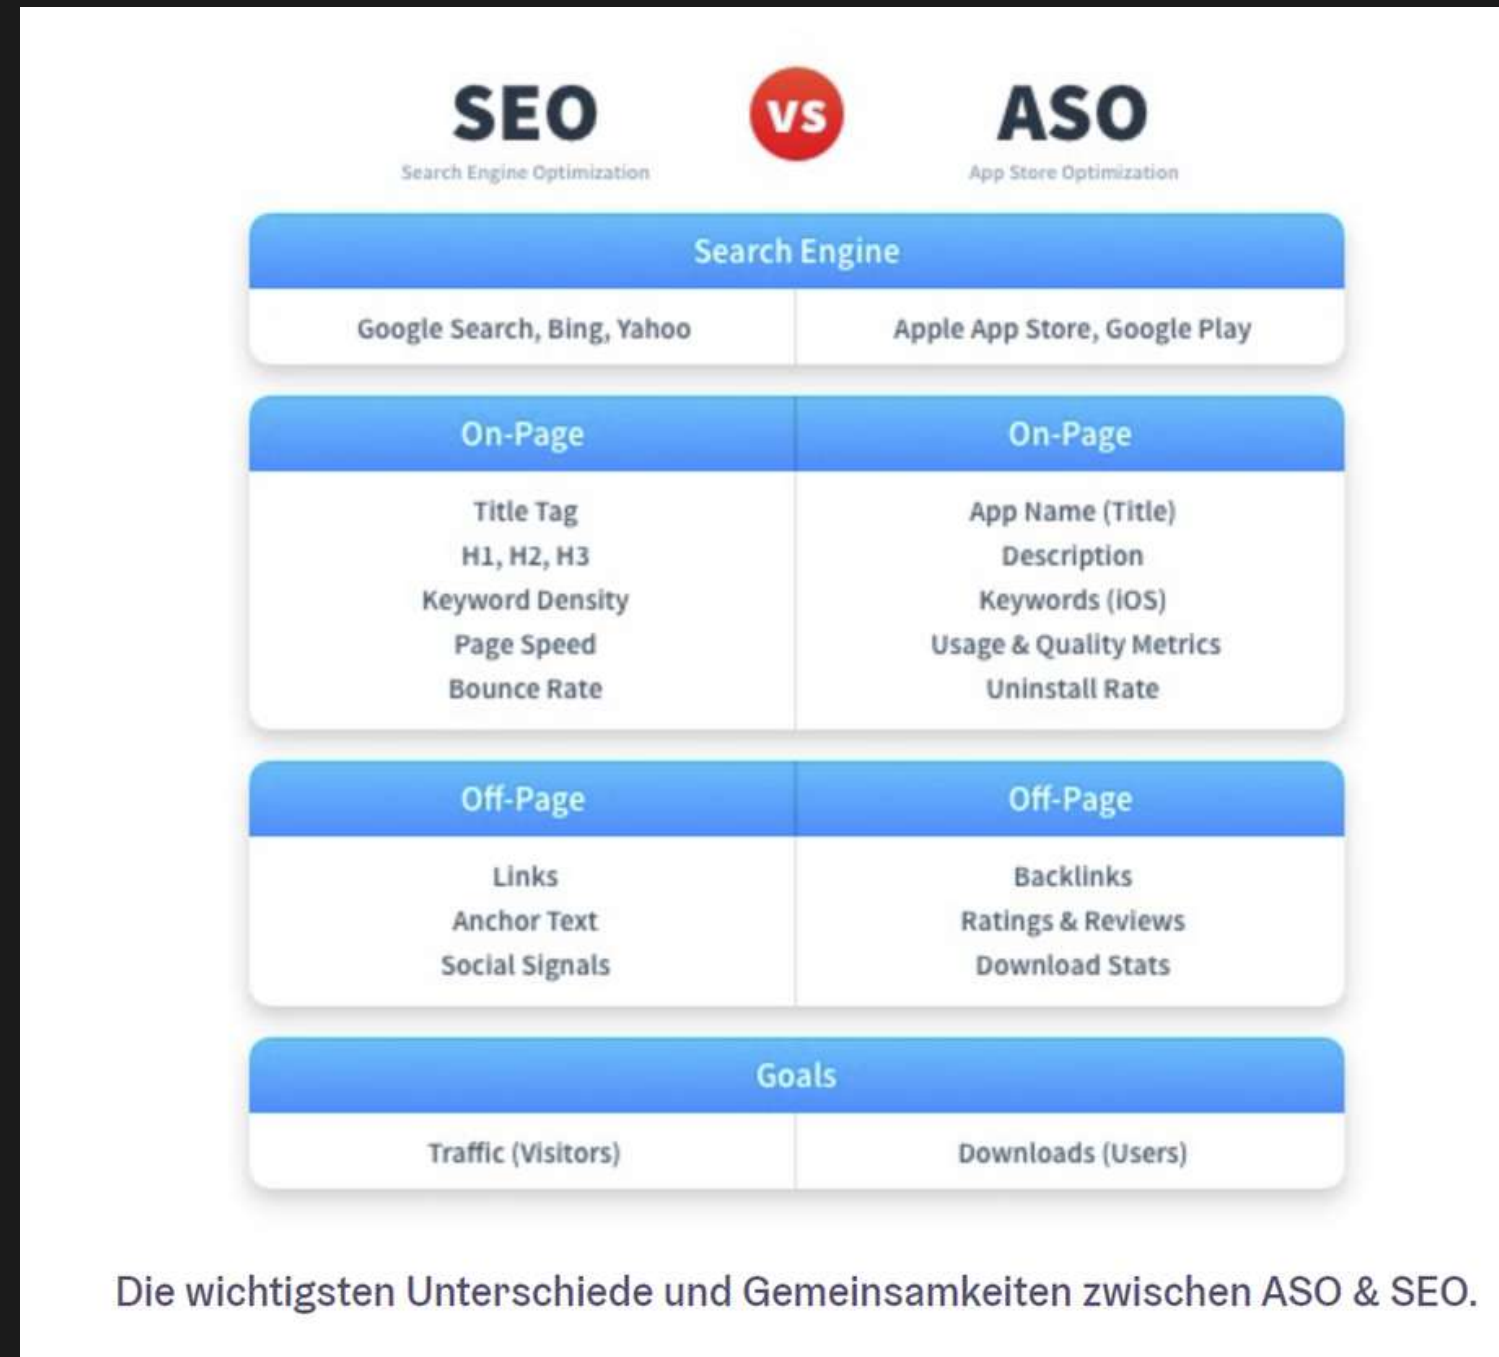 SEO
VS
ASO
Search Engine Optimization
App Store Optimization
Search Engine
Google Search, Bing, Yahoo
Apple App Store, Google Play
On-Page
On-Page
Title Tag
App Name (Title)
H1, H2, H3
Description
Keyword Density
Keywords (iOS)
Page Speed
Usage & Quality Metrics
Bounce Rate
Uninstall Rate
Off-Page
Off-Page
Links
Backlinks
Anchor Text
Ratings & Reviews
Social Signals
Download Stats
Goals
Traffic (Visitors)
Downloads (Users)
Die wichtigsten Unterschiede und Gemeinsamkeiten zwischen ASO & SEO.